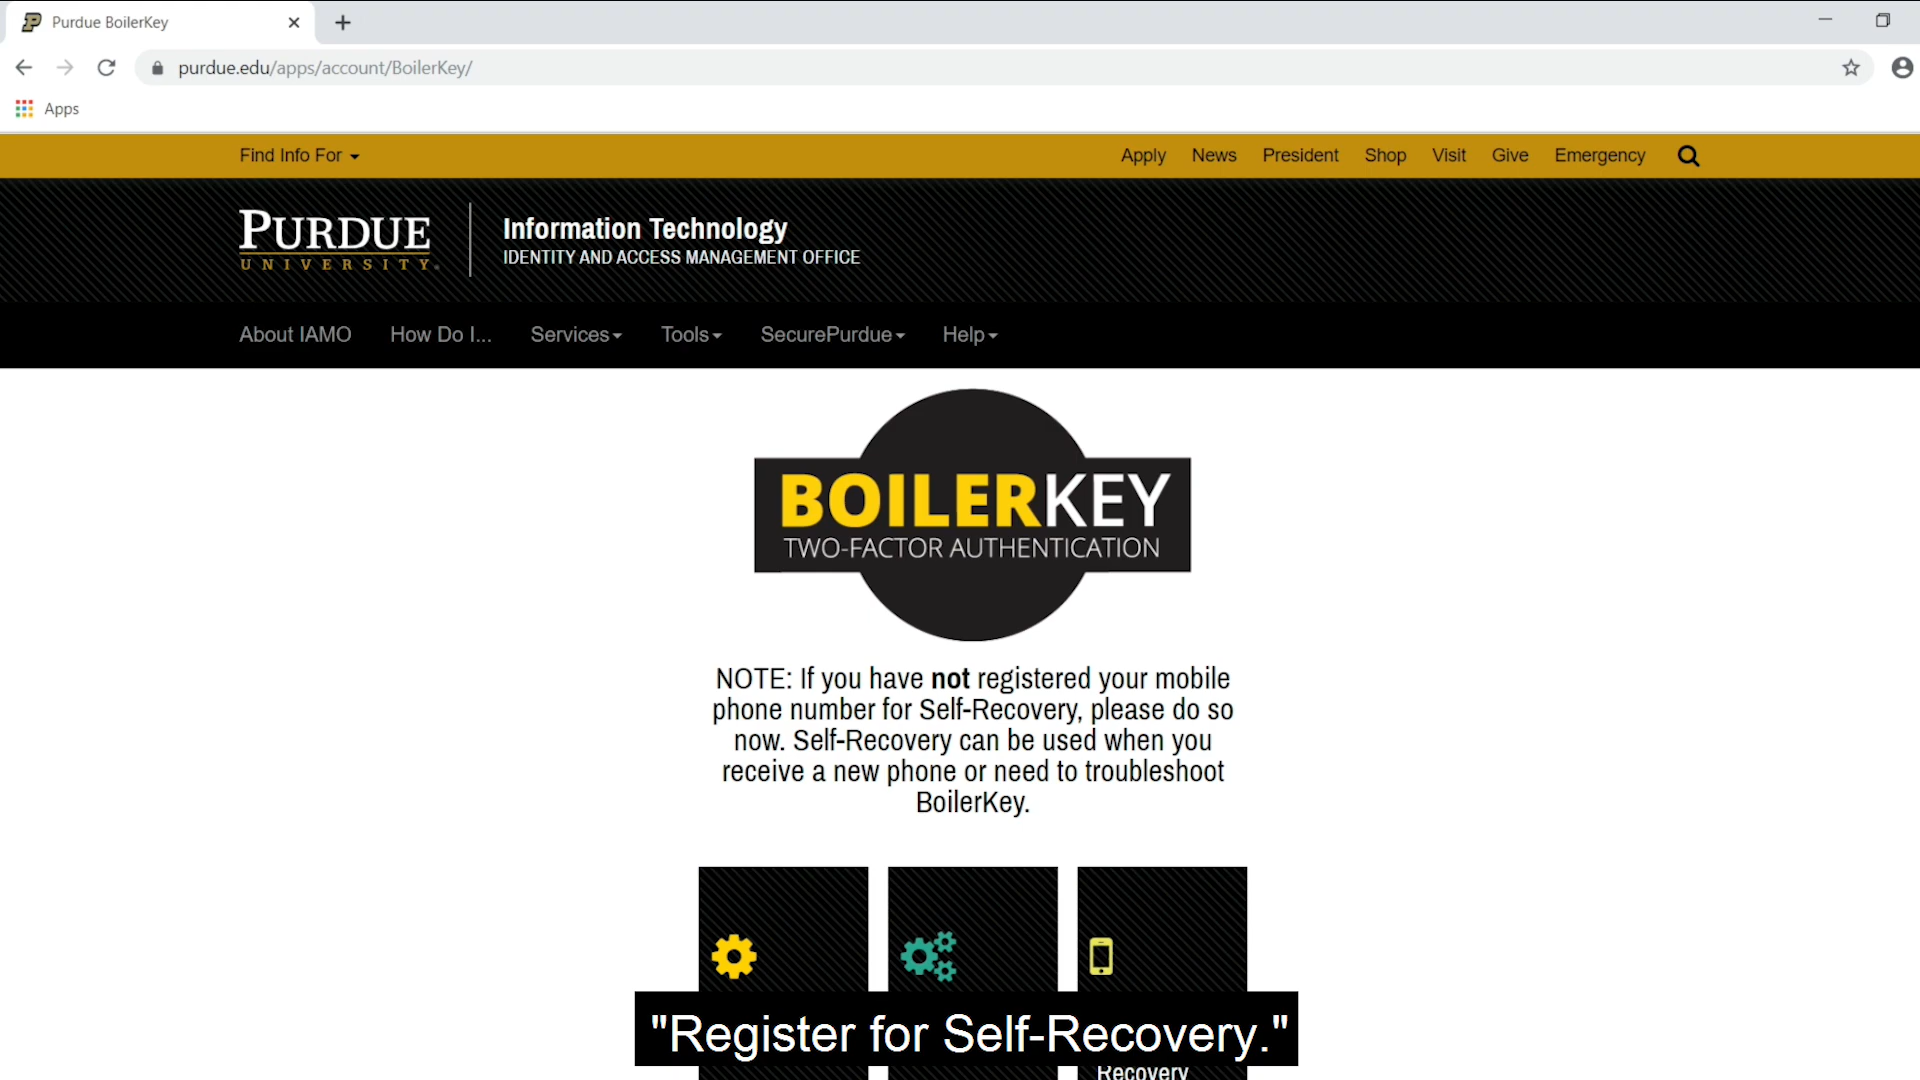 Purdue BoilerKey
purdue.edu/apps/account/BoilerKey/
Apps
Find Info For
Apply News President Shop Visit Give Emergency
PURDUE
UNIVERSITY
Information Technology
IDENTITY AND ACCESS MANAGEMENT OFFICE
About IAMO How Do I... Services Tools SecurePurdue Help
BOILERKEY
TWO-FACTOR AUTHENTICATION
NOTE: If you have not registered your mobile
phone number for Self-Recovery, please do so
now. Self-Recovery can be used when you
receive a new phone or need to troubleshoot
BoilerKey.
"Register for Self-Recovery."
Recovery